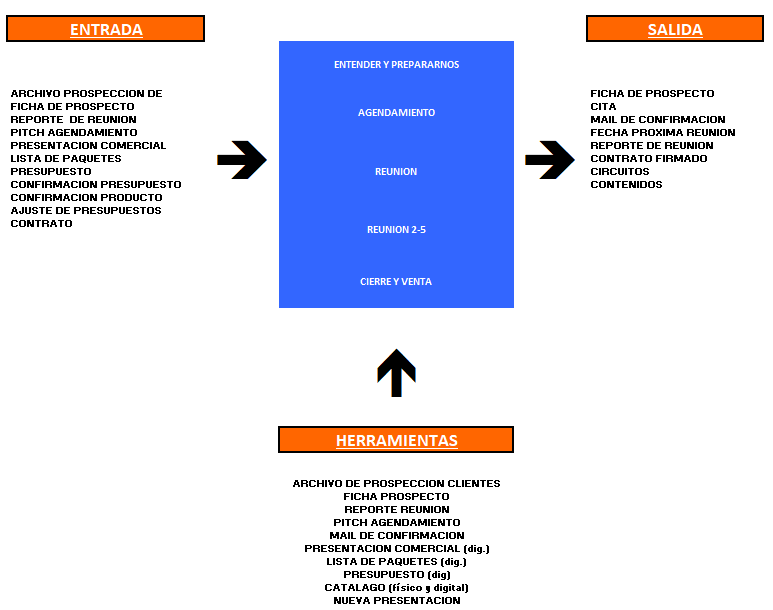 ENTRADA
ARCHIVO PROSPECCION DE
FICHA DE PROSPECTO
REPORTE DE REUNION
PITCH AGENDAMIENTO
PRESENTACION COMERCIAL
LISTA DE PAQUETES
PRESUPUESTO
CONFIRMACION PRESUPUESTO
CONFIRMACION PRODUCTO
AJUSTE DE PRESUPUESTOS
CONTRATO
ENTENDER Y PREPARARNOS
AGENDAMIENTO
REUNION
REUNION 2-5
CIERRE Y VENTA
SALIDA
FICHA DE PROSPECTO
CITA
MAIL DE CONFIRMACION
FECHA PROXIMA REUNION
REPORTE DE REUNION
CONTRATO FIRMADO
CIRCUITOS
CONTENIDOS
HERRAMIENTAS
ARCHIVO DE PROSPECCION CLIENTES
FICHA PROSPECTO
REPORTE REUNION
PITCH AGENDAMIENTO
MAIL DE CONFIRMACION
PRESENTACION COMERCIAL (dig.)
LISTA DE PAQUETES (dig.)
PRESUPUESTO (dig)
CATALAGO (físico y digital)
NUEVA PRESENTACION